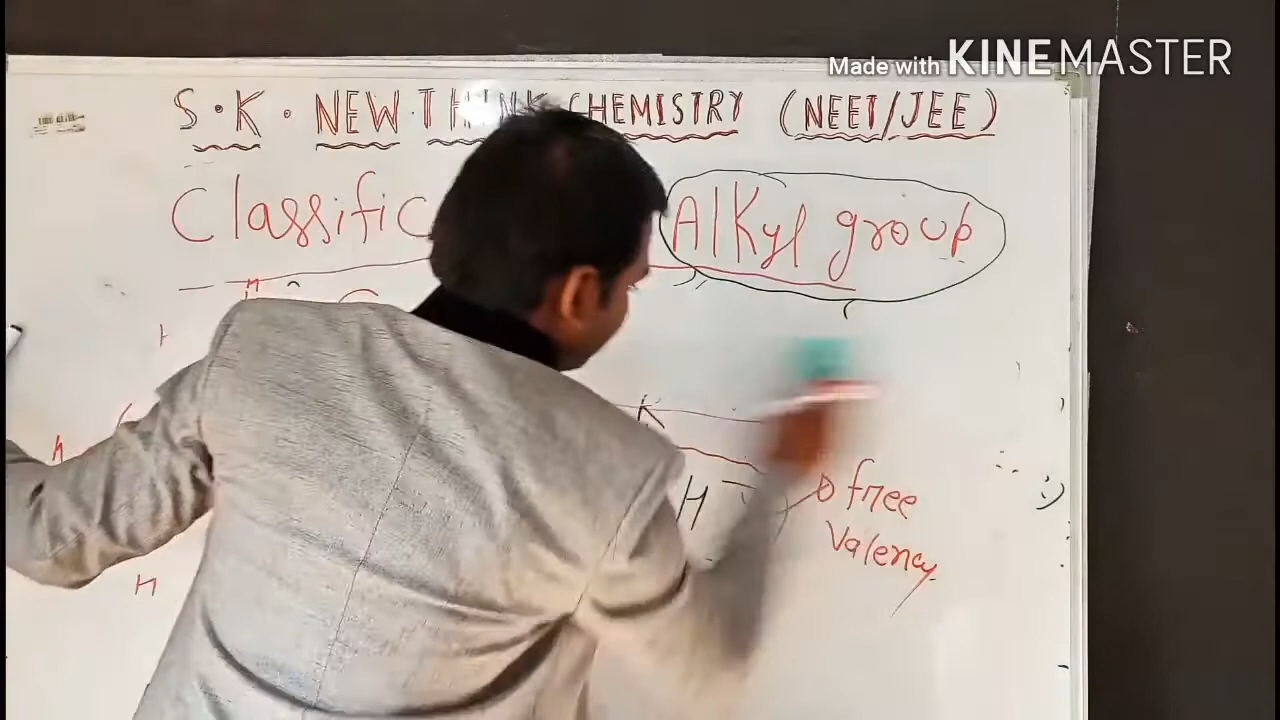 Made with KINEMASTER
S.K. NEW THINK CHEMISTRY (NEET/JEE)
Classific Alkyl group
K
H free
Valency
H
H